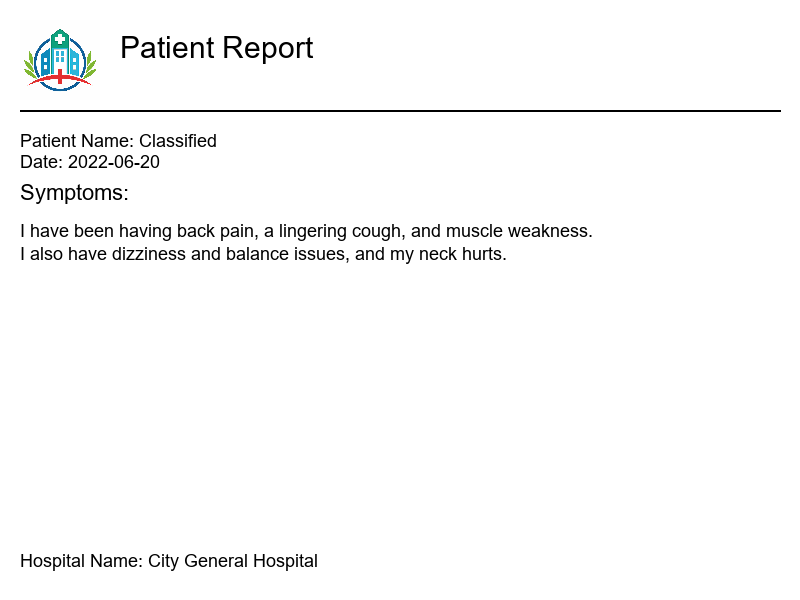 Patient Report
Patient Name: Classified
Date: 2022-06-20
Symptoms:
I have been having back pain, a lingering cough, and muscle weakness.
I also have dizziness and balance issues, and my neck hurts.
Hospital Name: City General Hospital